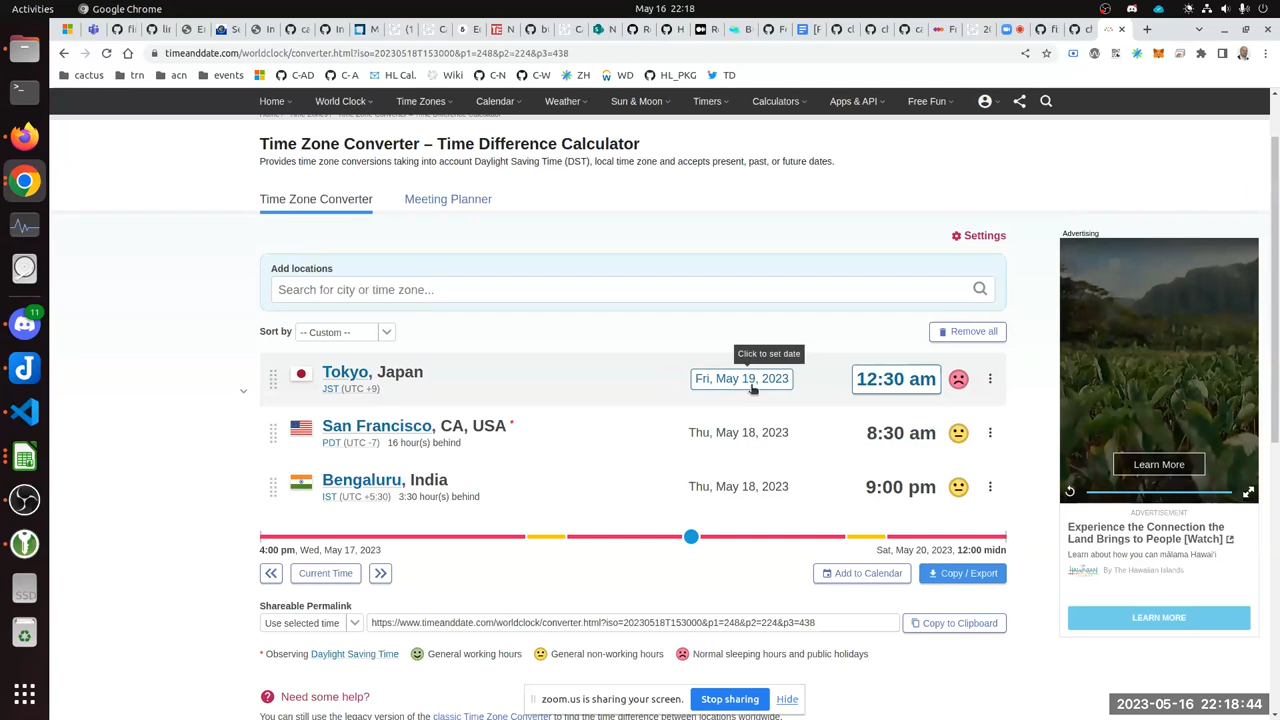 Activities
Google Chrome
May 16 22:18
timeanddate.com/worldclock/converter.html?iso=20230518T153000&p1=248&p2=224&p3=438
cactus
trn
acn
events
C-AD
C- A
HL Cal.
Wiki
C-N
C-W
ZH
WD
HL_PKG
TD
Home
World Clock
Time Zones
Calendar
Weather
Sun & Moon
Timers
Calculators
Apps & API
Free Fun
Time Zone Converter – Time Difference Calculator
Provides time zone conversions taking into account Daylight Saving Time (DST), local time zone and accepts present, past, or future dates.
Time Zone Converter
Meeting Planner
Settings
Advertising
Add locations
Search for city or time zone...
Sort by
-- Custom --
Remove all
Click to set date
Tokyo, Japan
JST (UTC +9)
Fri, May 19, 2023
12:30 am
San Francisco, CA, USA *
PDT (UTC -7) 16 hour(s) behind
Thu, May 18, 2023
8:30 am
Bengaluru, India
IST (UTC +5:30) 3:30 hour(s) behind
Thu, May 18, 2023
9:00 pm
4:00 pm, Wed, May 17, 2023
Sat, May 20, 2023, 12:00 midn
Current Time
Add to Calendar
Copy / Export
Shareable Permalink
Use selected time
https://www.timeanddate.com/worldclock/converter.html?iso=20230518T153000&p1=248&p2=224&p3=438
Copy to Clipboard
* Observing Daylight Saving Time
General working hours
General non-working hours
Normal sleeping hours and public holidays
Need some help?
You can still use the legacy version of the classic Time Zone Converter to find the time difference between locations worldwide.
Learn More
ADVERTISEMENT
Experience the Connection the
Land Brings to People [Watch]
Learn about how you can mālama Hawai'i
By The Hawaiian Islands
LEARN MORE
zoom.us is sharing your screen.
Stop sharing
Hide
11
SSD
2023-05-16 22:18:44